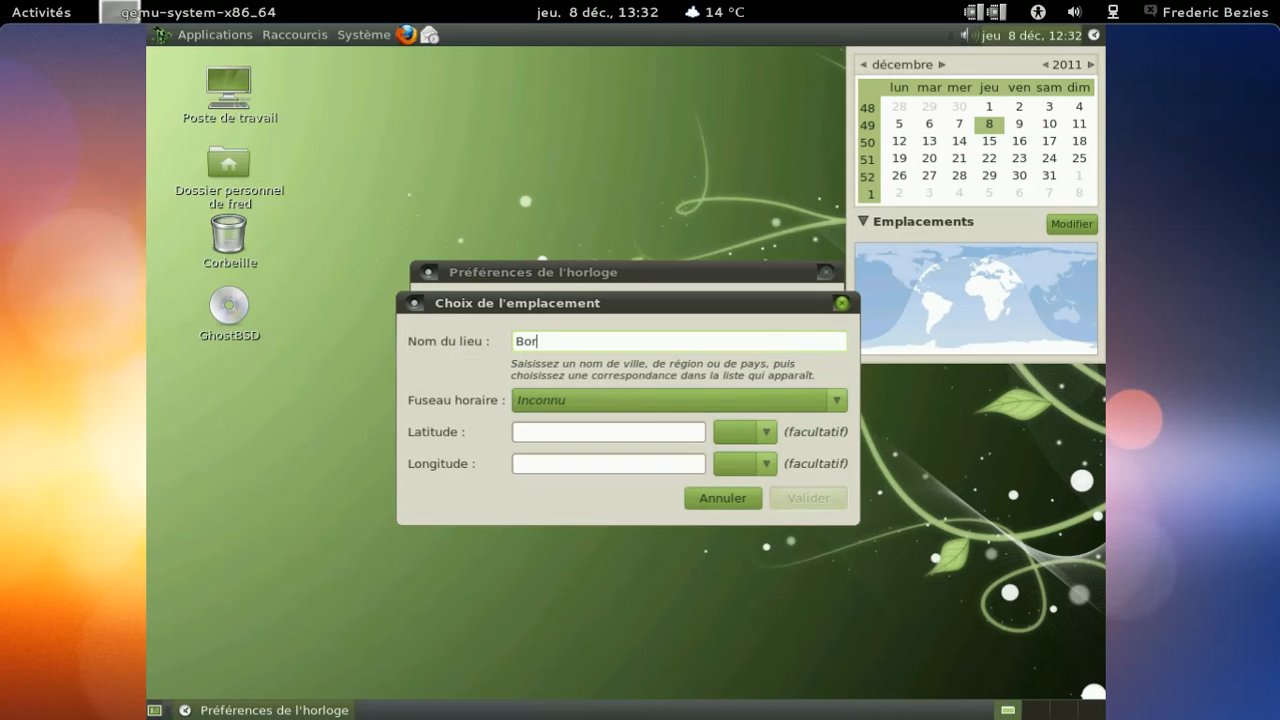 Activités qemu-system-x86_64 jeu. 8 déc., 13:32 14 °C Frederic Bezies
Applications Raccourcis Système jeu 8 déc, 12:32
Poste de travail
Dossier personnel
de fred
Corbeille
GhostBSD
décembre 2011
lun mar mer jeu ven sam dim
48 28 29 30 1 2 3 4
49 5 6 7 8 9 10 11
50 12 13 14 15 16 17 18
51 19 20 21 22 23 24 25
52 26 27 28 29 30 31 1
1 2 3 4 5 6 7 8
Emplacements Modifier
Préférences de l'horloge
Choix de l'emplacement
Nom du lieu : Bor
Saisissez un nom de ville, de région ou de pays, puis
choisissez une correspondance dans la liste qui apparaît.
Fuseau horaire : Inconnu
Latitude : (facultatif)
Longitude : (facultatif)
Annuler Valider
Préférences de l'horloge